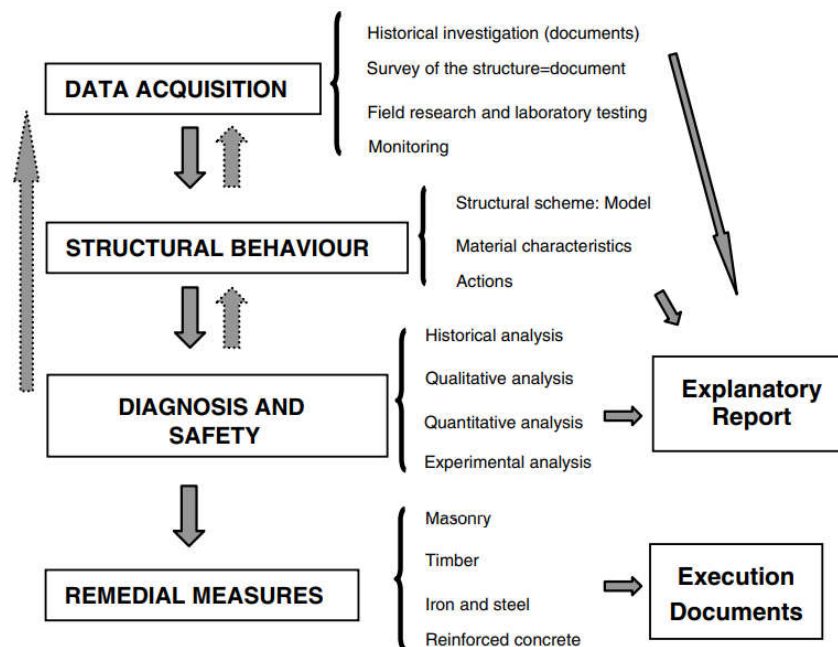 Historical investigation (documents)
DATA ACQUISITION
Survey of the structure=document
Field research and laboratory testing
Monitoring
Structural scheme: Model
STRUCTURAL BEHAVIOUR
Material characteristics
Actions
Historical analysis
Qualitative analysis
DIAGNOSIS AND
SAFETY
Quantitative analysis
Experimental analysis
Explanatory
Report
Masonry
Timber
REMEDIAL MEASURES
Iron and steel
Reinforced concrete
Execution
Documents